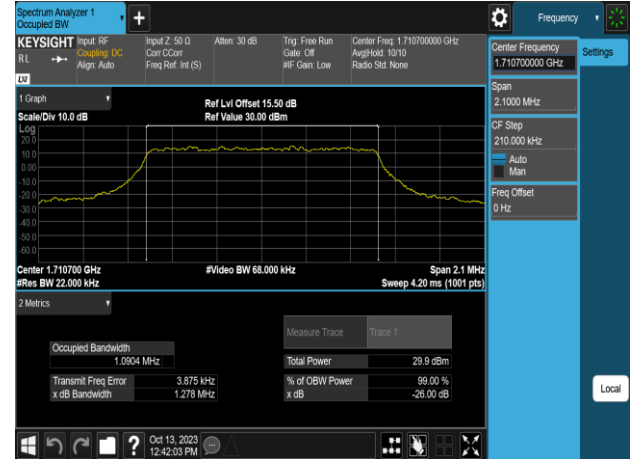 Spectrum Analyzer 1
Occupied BW
Frequency
KEYSIGHT
RL
LXI
Input: RF
Coupling: DC
Align: Auto
Input Z: 50 Ω
Corr CCorr
Freq Ref: Int (S)
Atten: 30 dB
Trig: Free Run
Gate: Off
#IF Gain: Low
Center Freq: 1.710700000 GHz
Avg|Hold: 10/10
Radio Std: None
Center Frequency
1.710700000 GHz
Settings
Span
2.1000 MHz
CF Step
210.000 kHz
Auto
Man
Freq Offset
0 Hz
Local
1 Graph
Scale/Div 10.0 dB
Ref Lvl Offset 15.50 dB
Ref Value 30.00 dBm
Log
20.0
10.0
0.00
-10.0
-20.0
-30.0
-40.0
-50.0
-60.0
Center 1.710700 GHz
#Video BW 68.000 kHz
Span 2.1 MHz
#Res BW 22.000 kHz
Sweep 4.20 ms (1001 pts)
2 Metrics
Measure Trace
Trace 1
Occupied Bandwidth
1.0904 MHz
Total Power
29.9 dBm
Transmit Freq Error
3.875 kHz
% of OBW Power
99.00 %
x dB Bandwidth
1.278 MHz
x dB
-26.00 dB
Oct 13, 2023
12:42:03 PM